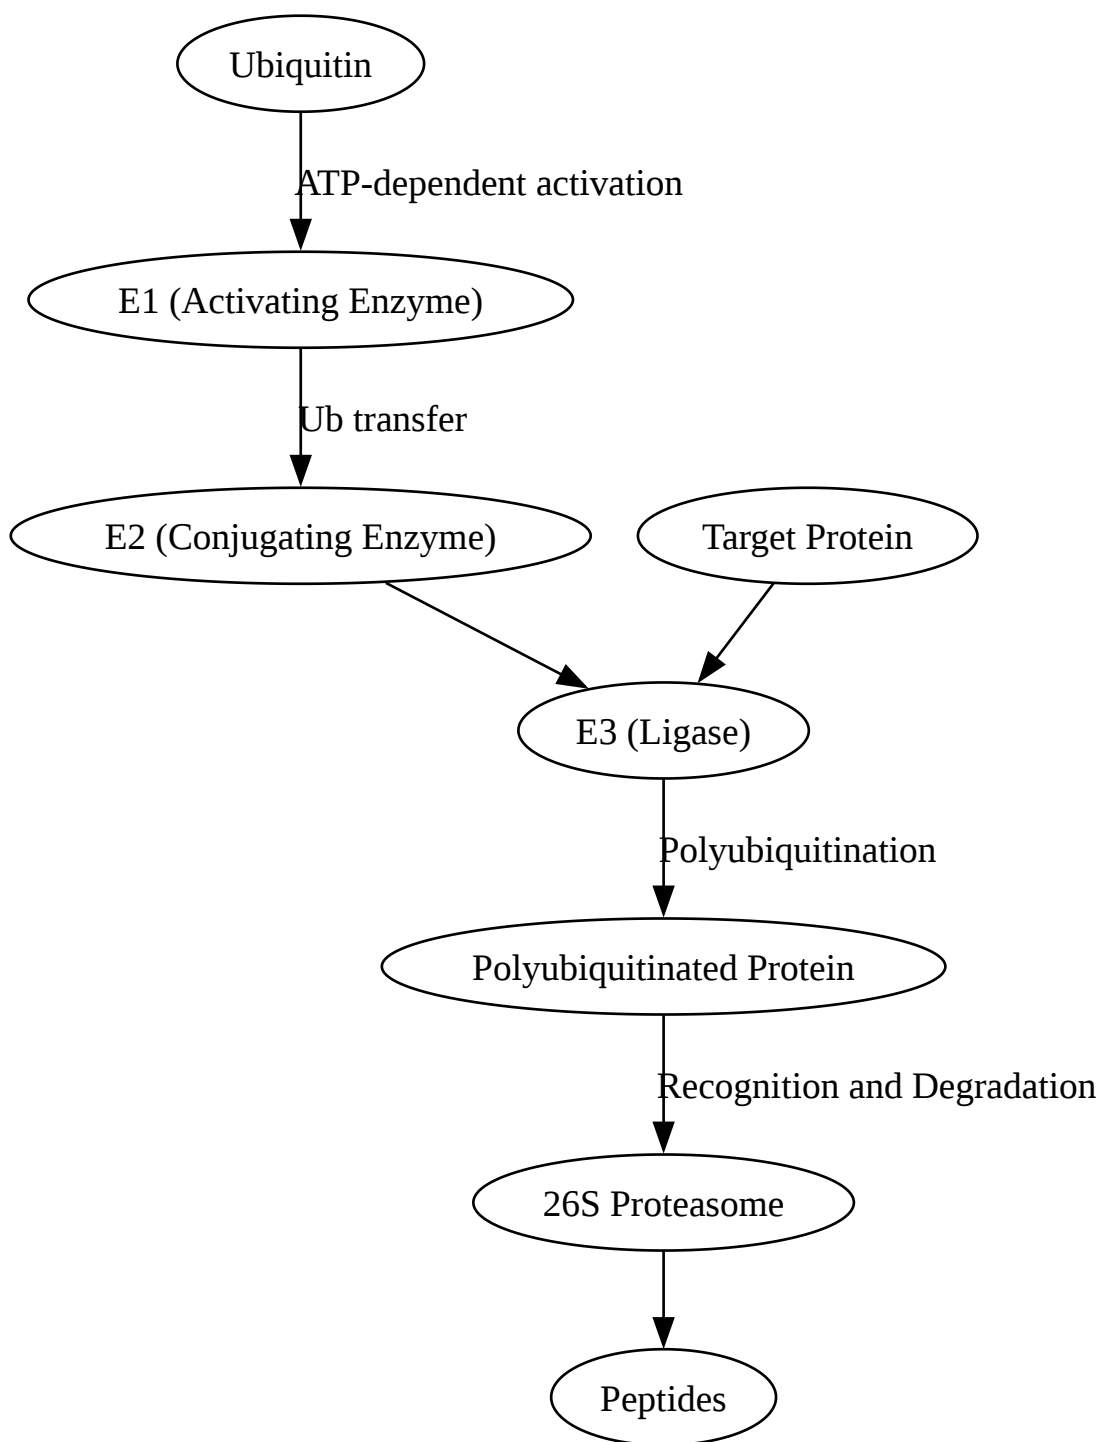 Ubiquitin
ATP-dependent activation
E1 (Activating Enzyme)
Ub transfer
E2 (Conjugating Enzyme)
Target Protein
E3 (Ligase)
Polyubiquitination
Polyubiquitinated Protein
Recognition and Degradation
26S Proteasome
Peptides